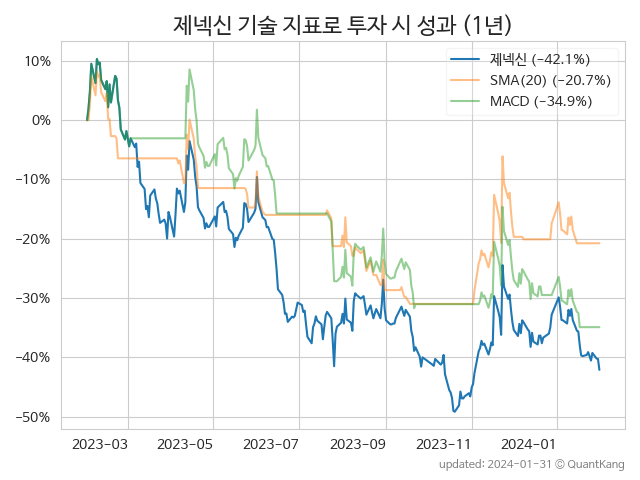 제넥신 기술 지표로 투자 시 성과 (1년)
제넥신 (−42.1%)
SMA(20) (−20.7%)
MACD (−34.9%)
10%
0%
−10%
−20%
−30%
−40%
−50%
2023-03 2023-05 2023-07 2023-09 2023-11 2024-01
updated: 2024-01-31 © QuantKang